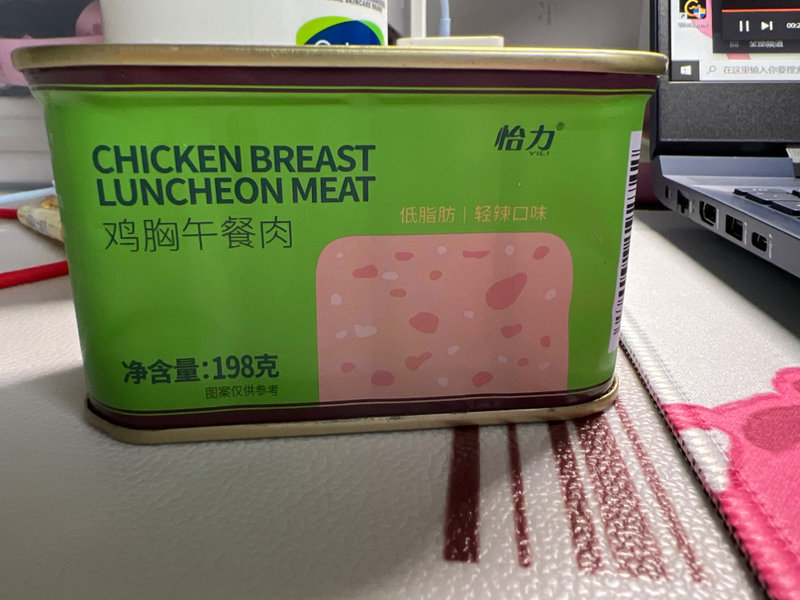 CHICKEN BREAST
LUNCHEON MEAT
鸡胸午餐肉
怡力®
YILI
低脂肪 | 轻辣口味
净含量:198克
图案仅供参考